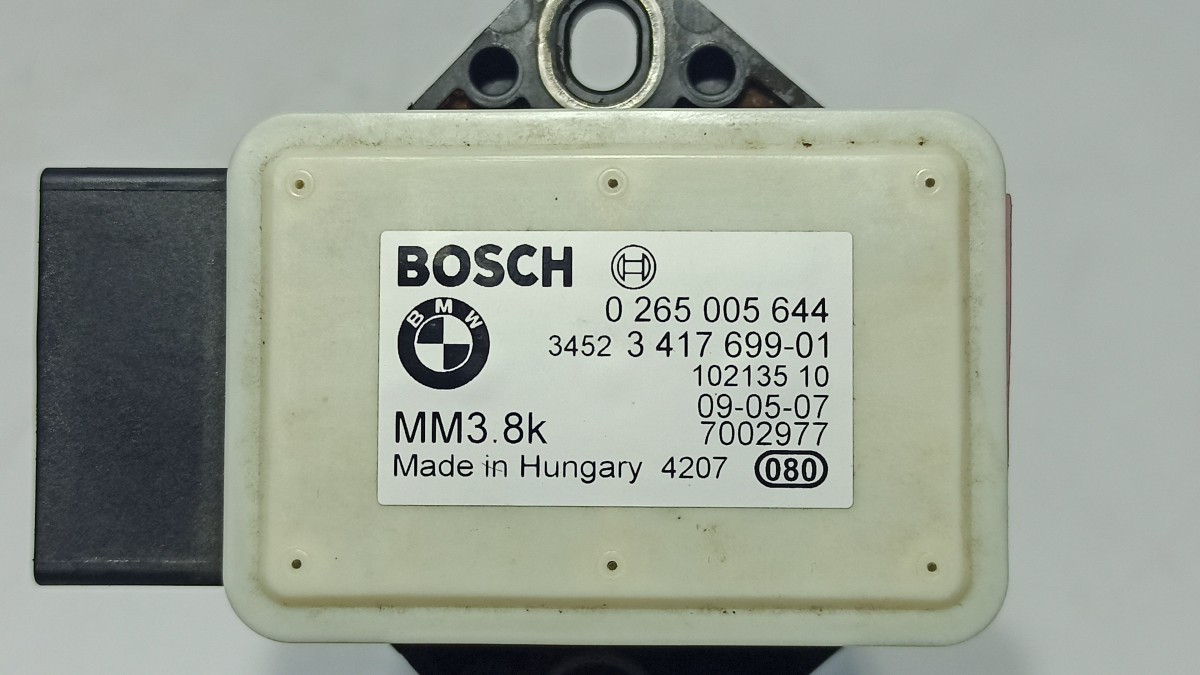 BOSCH
BMW
0 265 005 644
3452 3 417 699-01
102135 10
09-05-07
MM3.8k 7002977
Made in Hungary 4207 080